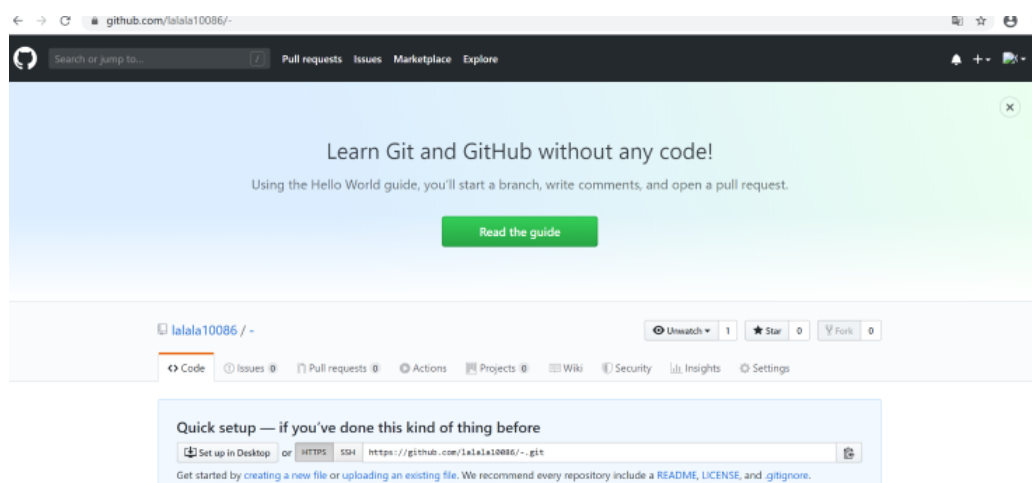 github.com/lalala10086/-
Search or jump to... / Pull requests Issues Marketplace Explore
Learn Git and GitHub without any code!
Using the Hello World guide, you'll start a branch, write comments, and open a pull request.
Read the guide
lalala10086 / - Unwatch 1 Star 0 Fork 0
Code Issues 0 Pull requests 0 Actions Projects 0 Wiki Security Insights Settings
Quick setup — if you've done this kind of thing before
Set up in Desktop or HTTPS SSH https://github.com/lalala10086/-.git
Get started by creating a new file or uploading an existing file. We recommend every repository include a README, LICENSE, and .gitignore.